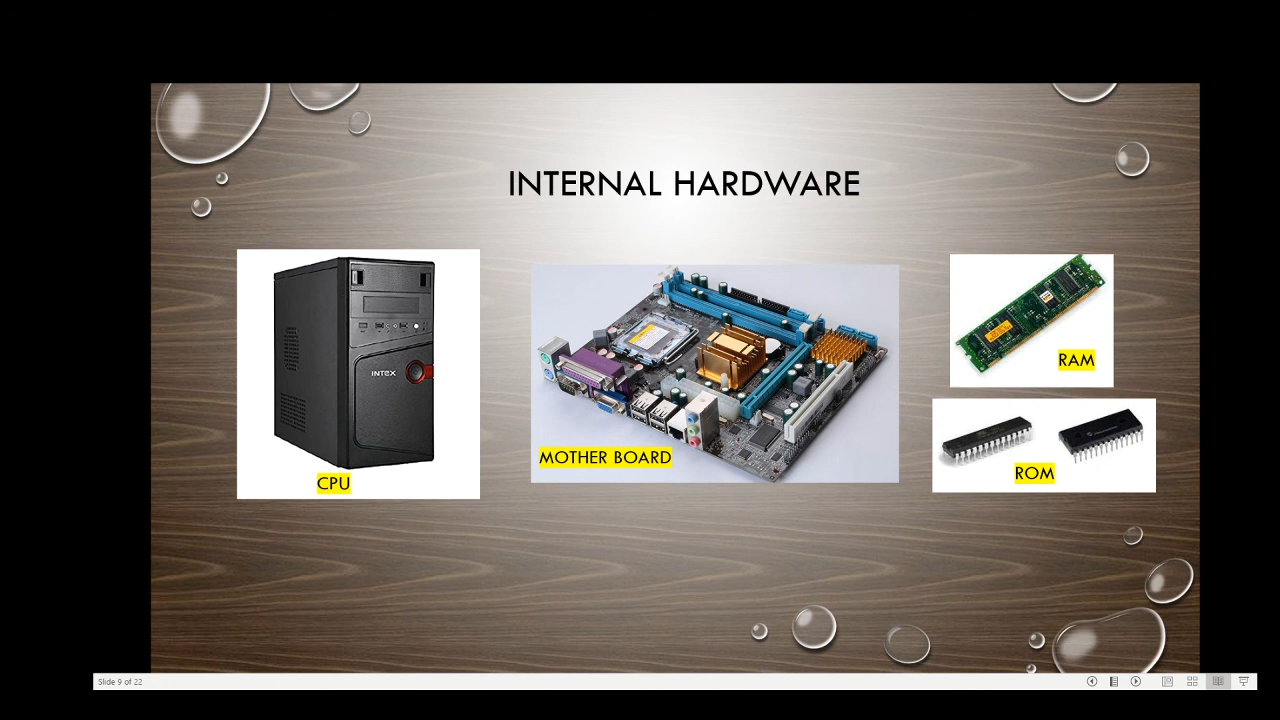 INTERNAL HARDWARE
INTEX
CPU
MOTHER BOARD
RAM
ROM
Slide 9 of 22